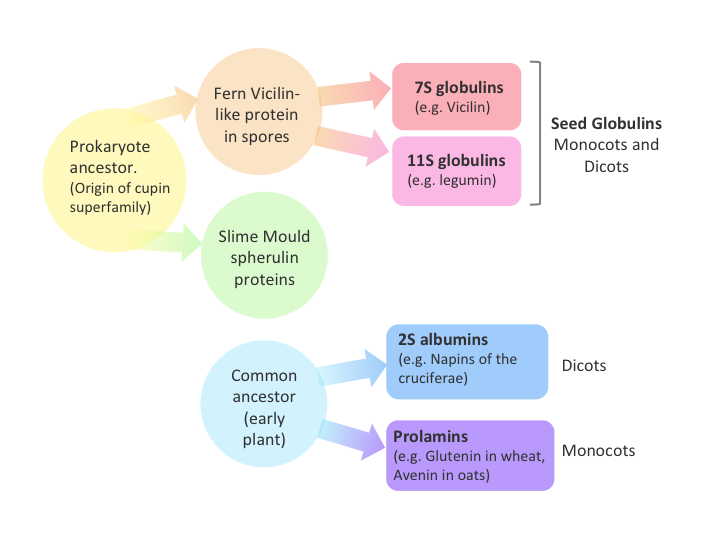 Prokaryote
ancestor.
(Origin of cupin
superfamily)
Fern Vicilin-
like protein
in spores
7S globulins
(e.g. Vicilin)
11S globulins
(e.g. legumin)
Seed Globulins
Monocots and
Dicots
Slime Mould
spherulin
proteins
Common
ancestor
(early
plant)
2S albumins
(e.g. Napins of the
cruciferae)
Dicots
Prolamins
(e.g. Glutenin in wheat,
Avenin in oats)
Monocots